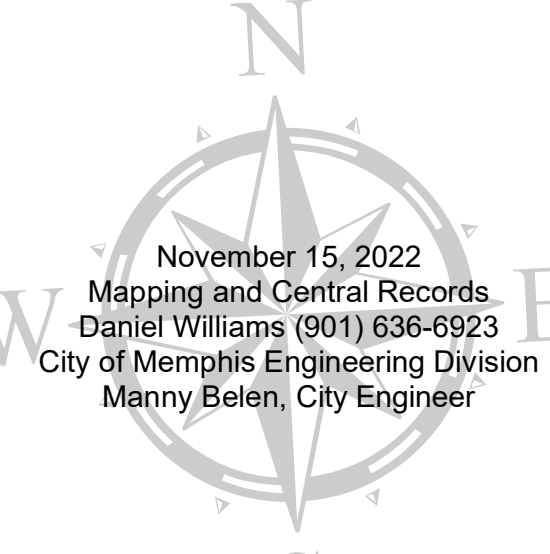 N
November 15, 2022
Mapping and Central Records
W
E
Daniel Williams (901) 636-6923
City of Memphis Engineering Division
Manny Belen, City Engineer